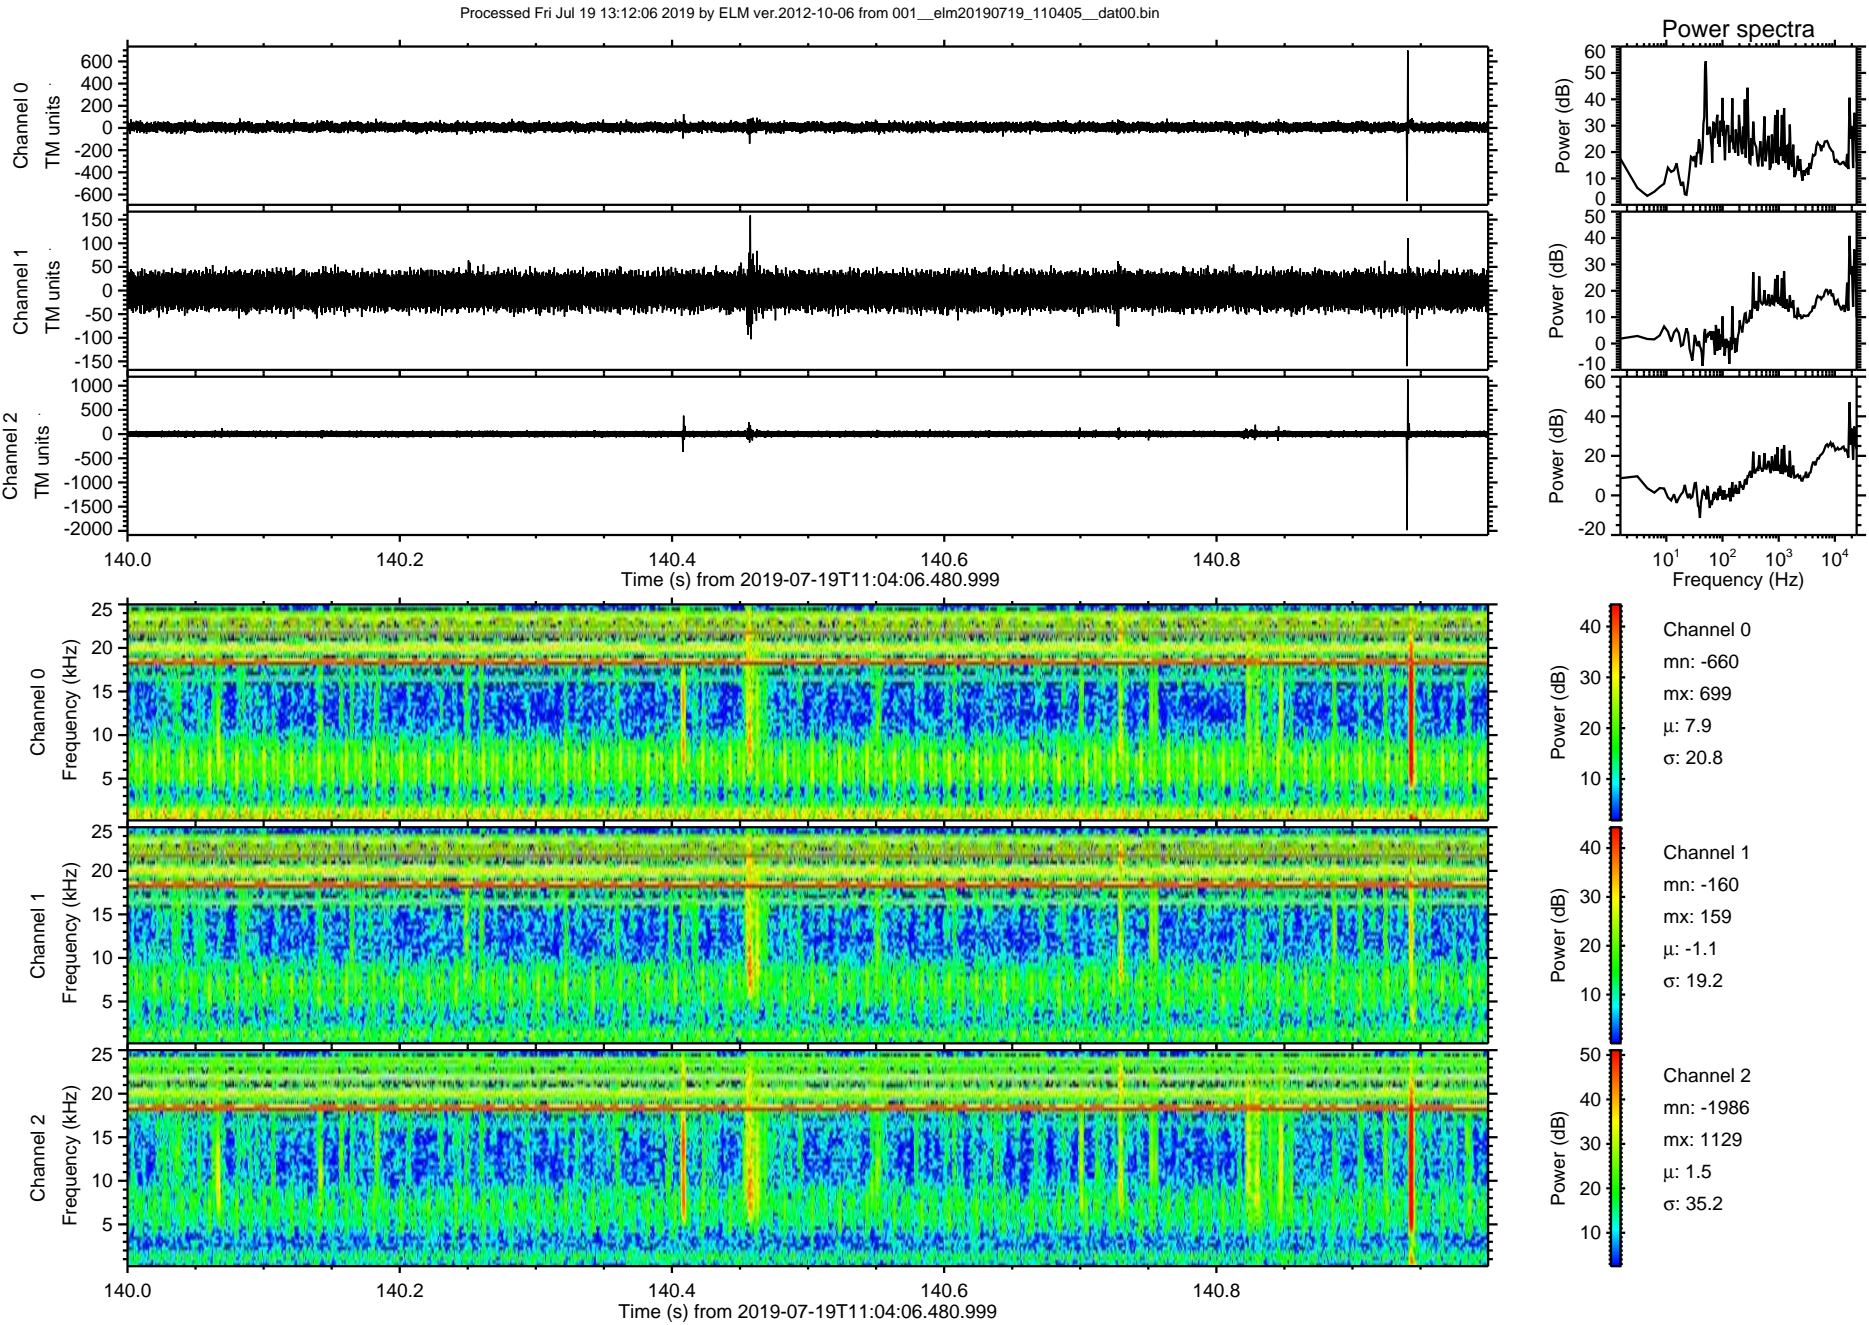 Processed Fri Jul 19 13:12:06 2019 by ELM ver.2012-10-06 from 001__elm20190719_110405__dat00.bin
Power spectra
Channel 0
TM units
600
400
200
0
-200
-400
-600
Power (dB)
60
50
40
30
20
10
0
Channel 1
TM units
150
100
50
0
-50
-100
-150
Power (dB)
50
40
30
20
10
0
-10
Channel 2
TM units
1000
500
0
-500
-1000
-1500
-2000
Power (dB)
60
40
20
0
-20
140.0 140.2 140.4 140.6 140.8
Time (s) from 2019-07-19T11:04:06.480.999
10^1 10^2 10^3 10^4
Frequency (Hz)
Channel 0
Frequency (kHz)
25
20
15
10
5
Power (dB)
40
30
20
10
Channel 0
mn: -660
mx: 699
μ: 7.9
σ: 20.8
Channel 1
Frequency (kHz)
25
20
15
10
5
Power (dB)
40
30
20
10
Channel 1
mn: -160
mx: 159
μ: -1.1
σ: 19.2
Channel 2
Frequency (kHz)
25
20
15
10
5
Power (dB)
50
40
30
20
10
Channel 2
mn: -1986
mx: 1129
μ: 1.5
σ: 35.2
140.0 140.2 140.4 140.6 140.8
Time (s) from 2019-07-19T11:04:06.480.999